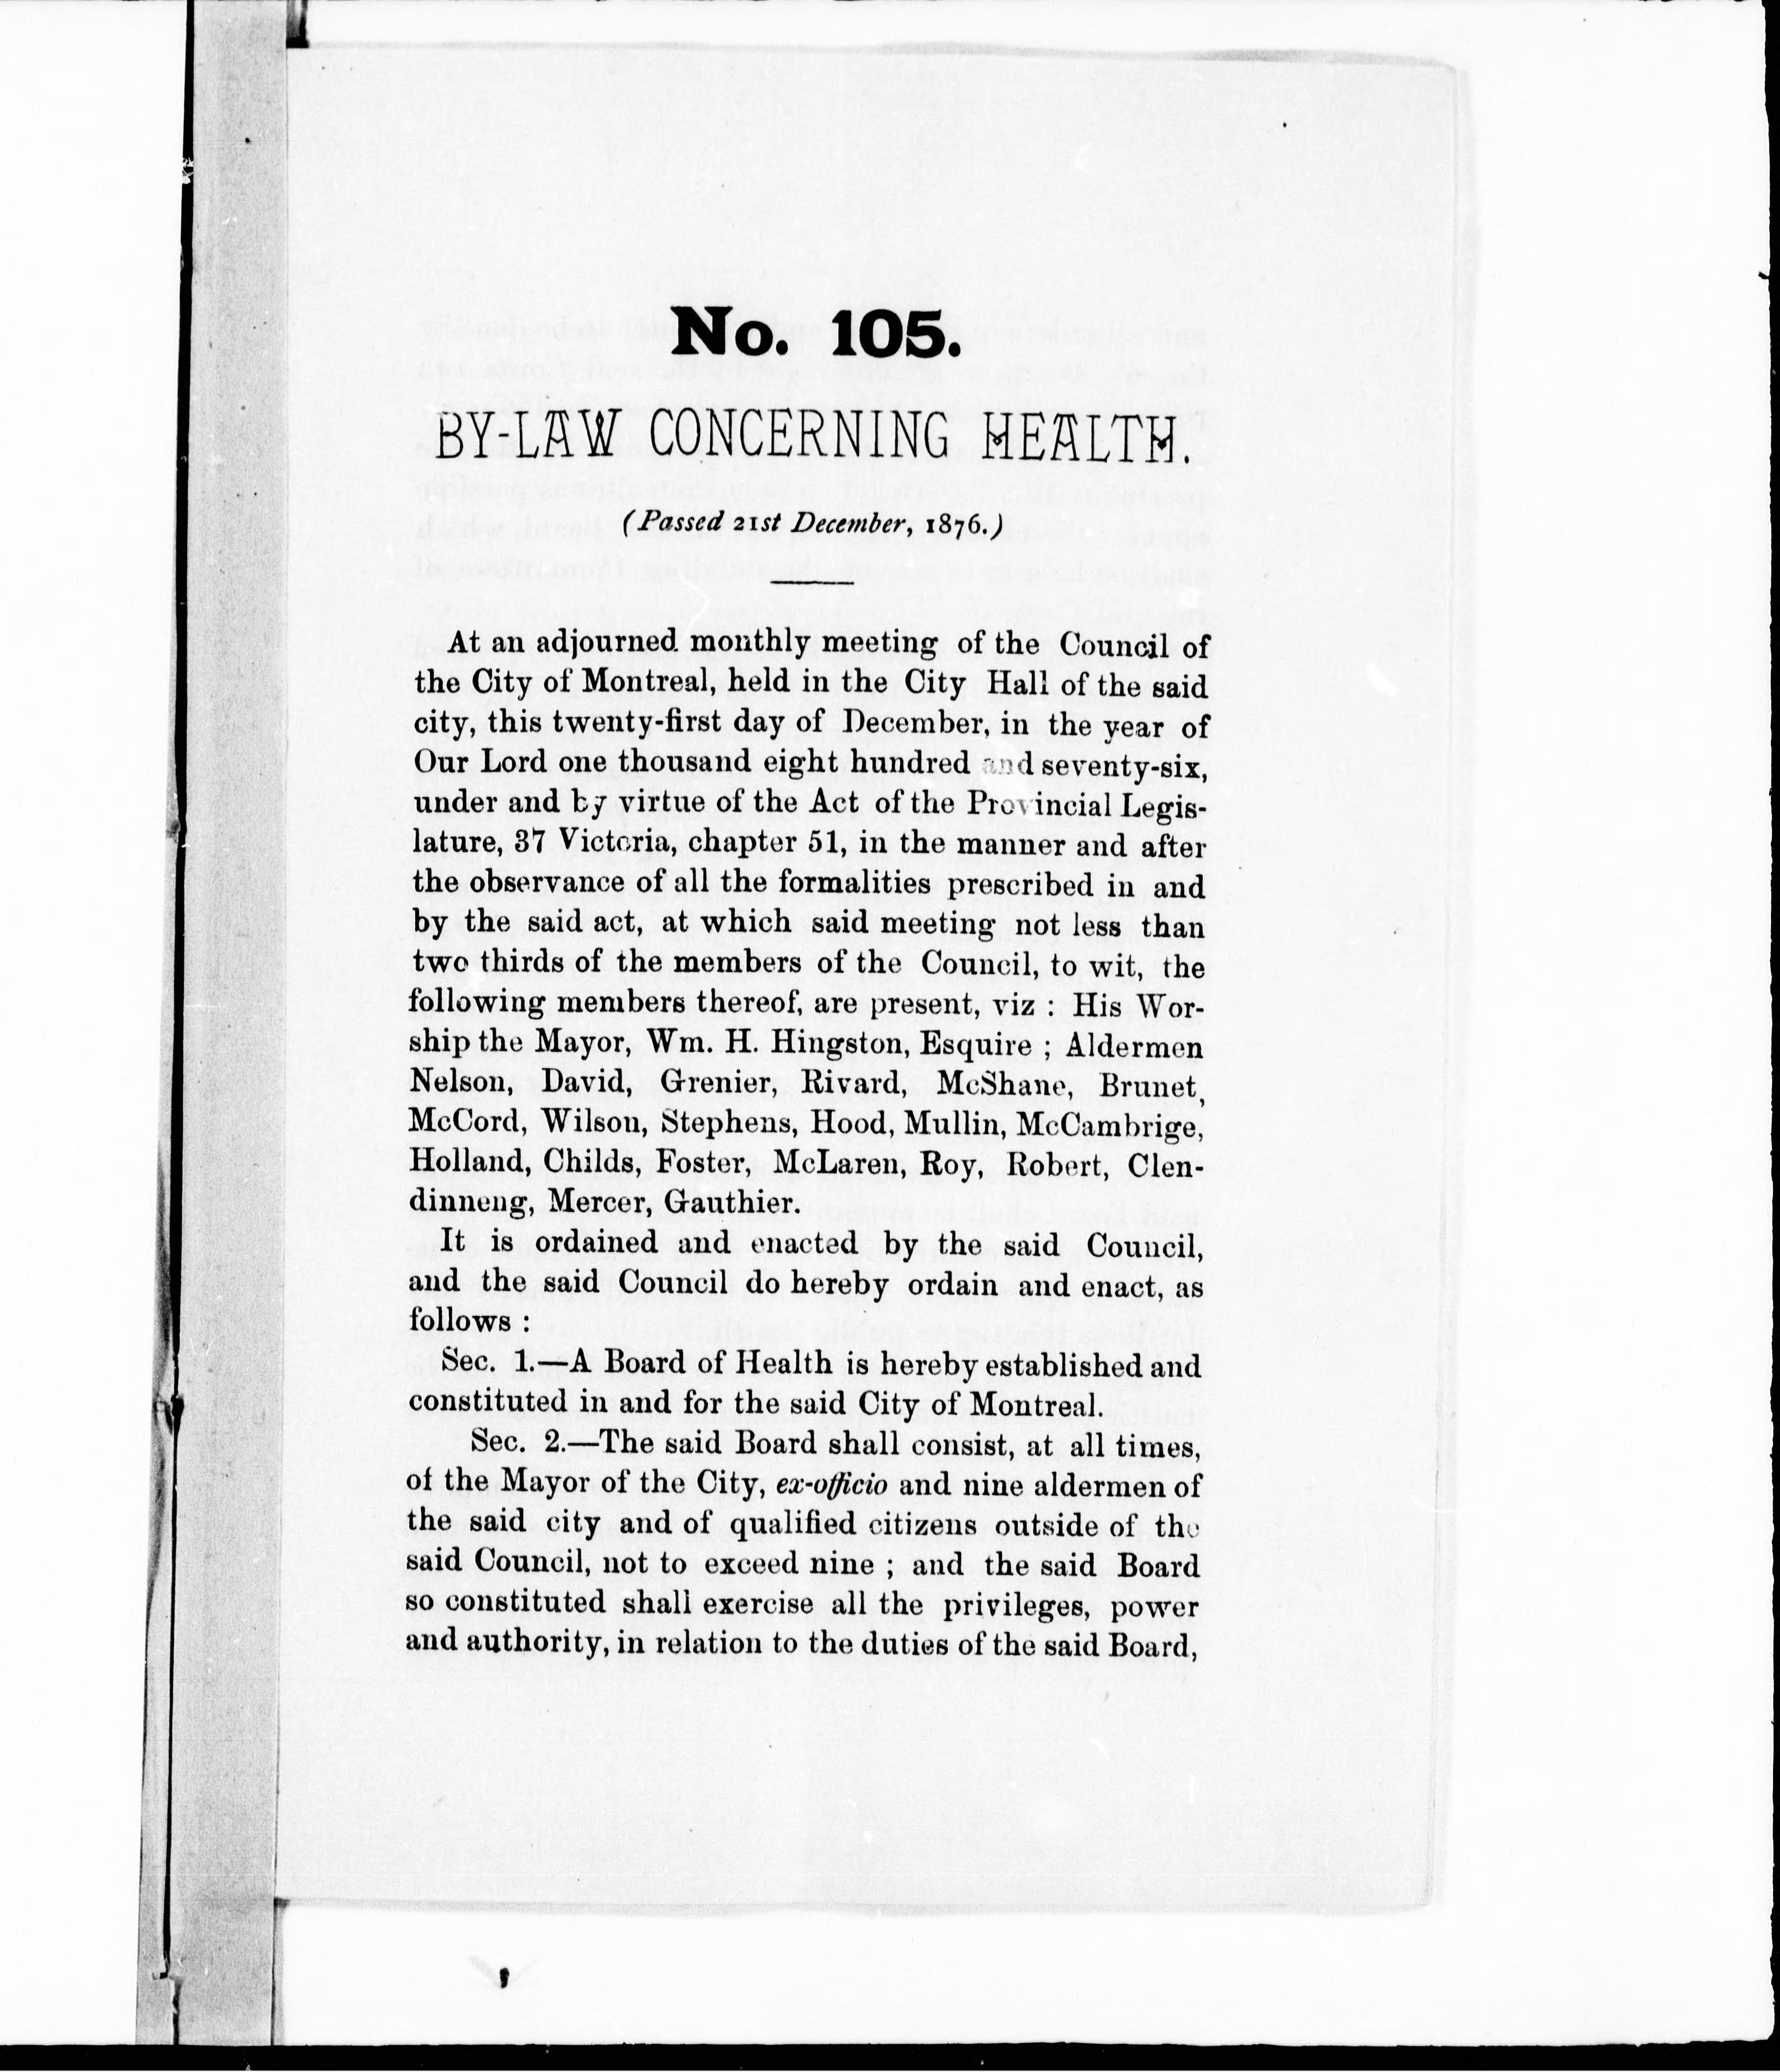 No. 105.
BY-LAW CONCERNING HEALTH.
(Passed 21st December, 1876.)
At an adjourned monthly meeting of the Council of
the City of Montreal, held in the City Hall of the said
city, this twenty-first day of December, in the year of
Our Lord one thousand eight hundred and seventy-six,
under and by virtue of the Act of the Provincial Legis-
lature, 37 Victoria, chapter 51, in the manner and after
the observance of all the formalities prescribed in and
by the said act, at which said meeting not less than
two thirds of the members of the Council, to wit, the
following members thereof, are present, viz : His Wor-
ship the Mayor, Wm. H. Hingston, Esquire ; Aldermen
Nelson, David, Grenier, Rivard, McShane, Brunet,
McCord, Wilson, Stephens, Hood, Mullin, McCambrige,
Holland, Childs, Foster, McLaren, Roy, Robert, Clen-
dinneng, Mercer, Gauthier.
It is ordained and enacted by the said Council,
and the said Council do hereby ordain and enact, as
follows :
Sec. 1.—A Board of Health is hereby established and
constituted in and for the said City of Montreal.
Sec. 2.—The said Board shall consist, at all times,
of the Mayor of the City, ex-officio and nine aldermen of
the said city and of qualified citizens outside of the
said Council, not to exceed nine ; and the said Board
so constituted shall exercise all the privileges, power
and authority, in relation to the duties of the said Board,